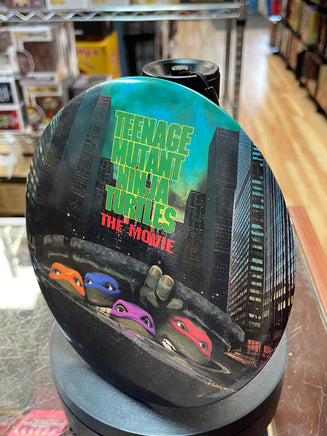 TEENAGE
MUTANT
NINJA
TURTLES
THE MOVIE